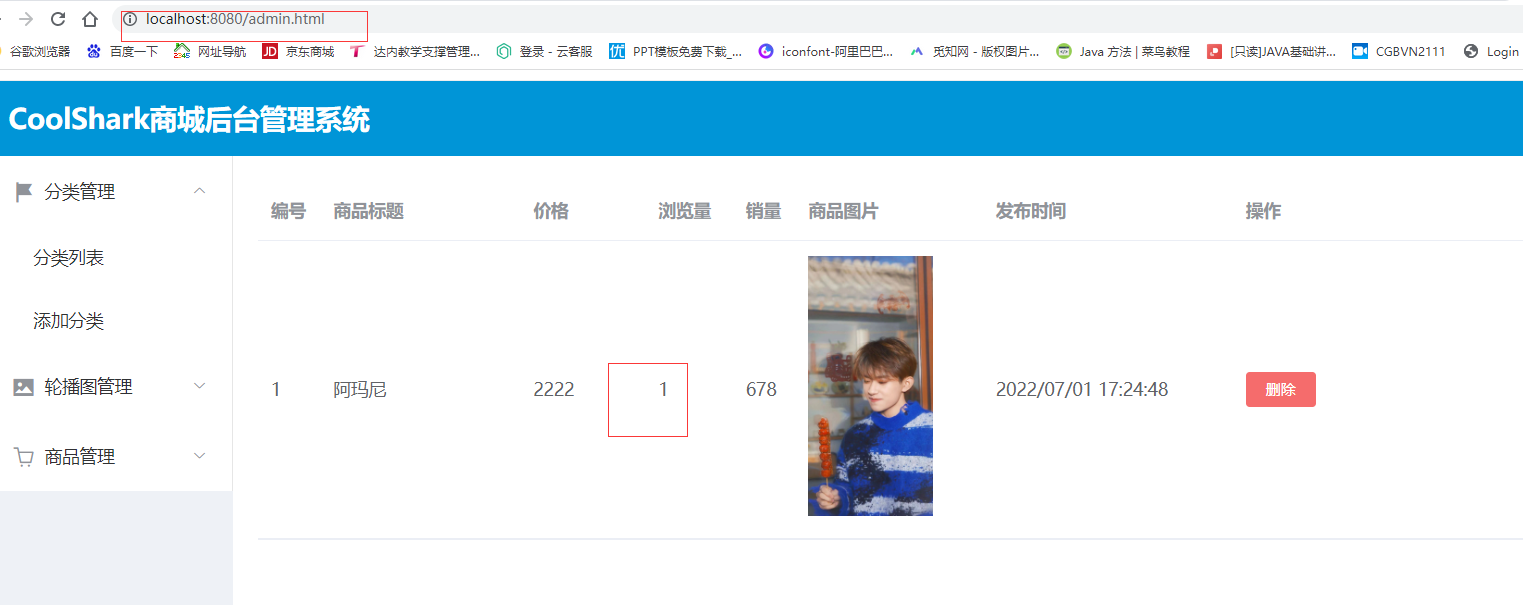 localhost:8080/admin.html
谷歌浏览器 百度一下 2345 网址导航 JD 京东商城 达内教学支撑管理... 登录 - 云客服 优 PPT模板免费下载_... iconfont-阿里巴巴... 觅知网 - 版权图片... Java 方法 | 菜鸟教程 [只读]JAVA基础讲... CGBVN2111 Login
CoolShark商城后台管理系统
分类管理
分类列表
添加分类
轮播图管理
商品管理
编号 商品标题 价格 浏览量 销量 商品图片 发布时间 操作
1 阿玛尼 2222 1 678 2022/07/01 17:24:48 删除